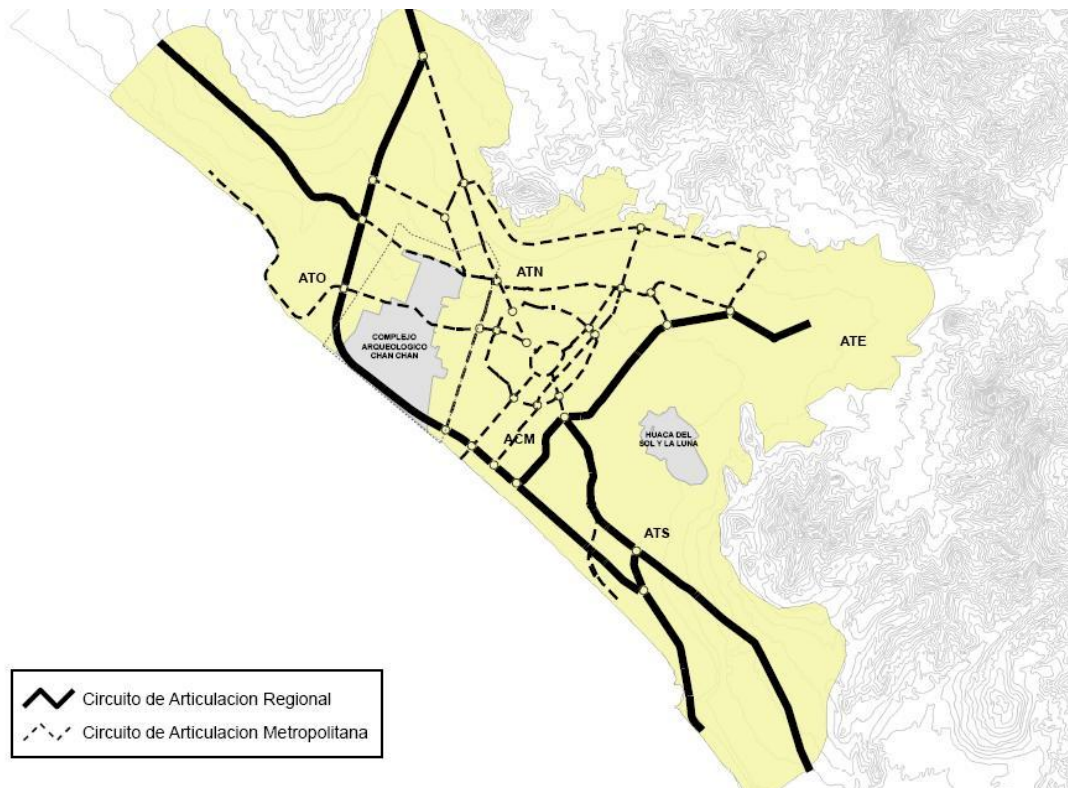 ATO
ATN
COMPLEJO
ARQUEOLOGICO
CHAN CHAN
ATE
ACM
HUACA DEL
SOL Y LA LUNA
ATS
Circuito de Articulacion Regional
Circuito de Articulacion Metropolitana